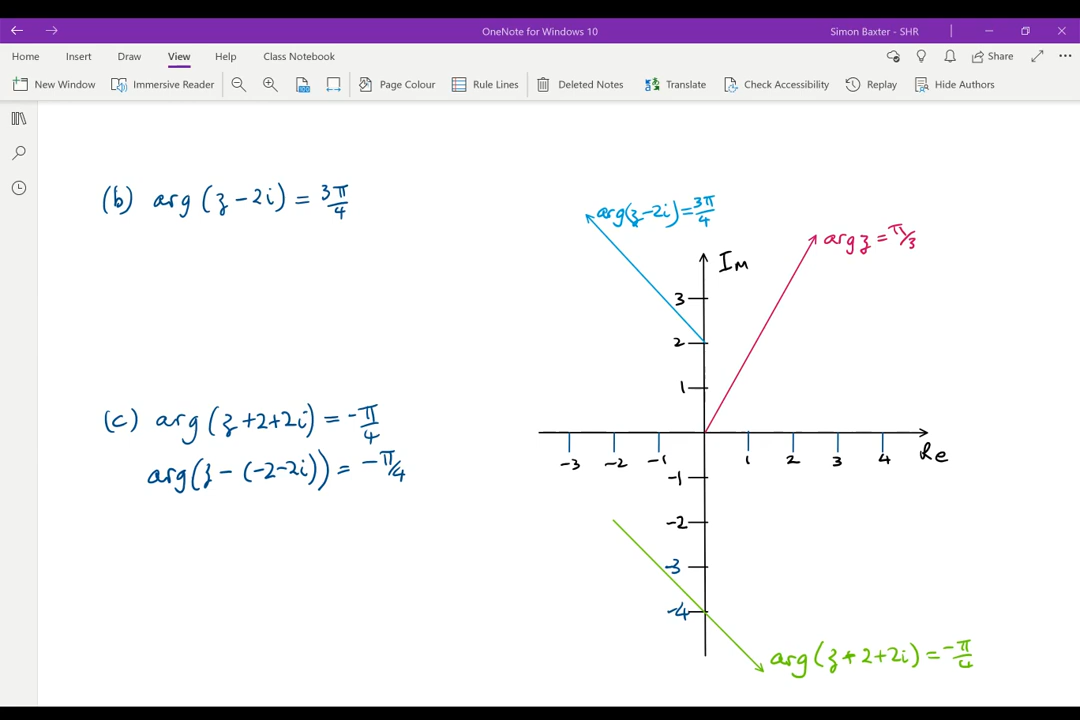 OneNote for Windows 10
Simon Baxter - SHR
Home Insert Draw View Help Class Notebook
Share
New Window Immersive Reader Page Colour Rule Lines Deleted Notes Translate Check Accessibility Replay Hide Authors
(b) arg(z-2i) = 3π/4
arg(z-2i)=3π/4
arg z = π/3
Im
3
2
1
-3 -2 -1 1 2 3 4 Re
-1
-2
-3
-4
(c) arg(z+2+2i) = -π/4
arg(z-(-2-2i)) = -π/4
arg(z+2+2i) = -π/4